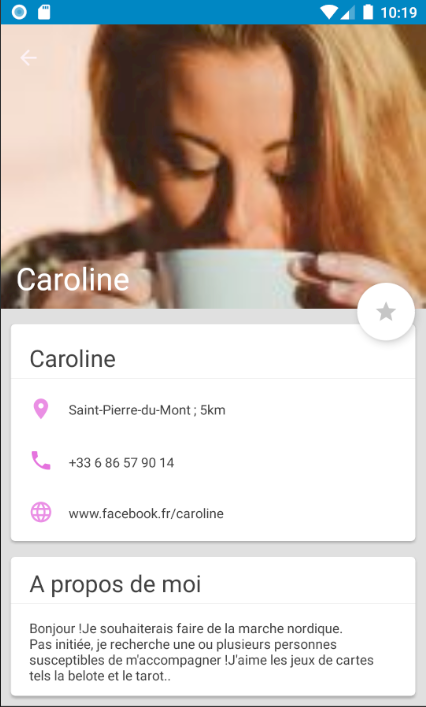 10:19
Caroline
Caroline
Saint-Pierre-du-Mont ; 5km
+33 6 86 57 90 14
www.facebook.fr/caroline
A propos de moi
Bonjour !Je souhaiterais faire de la marche nordique.
Pas initiée, je recherche une ou plusieurs personnes
susceptibles de m'accompagner !J'aime les jeux de cartes
tels la belote et le tarot..